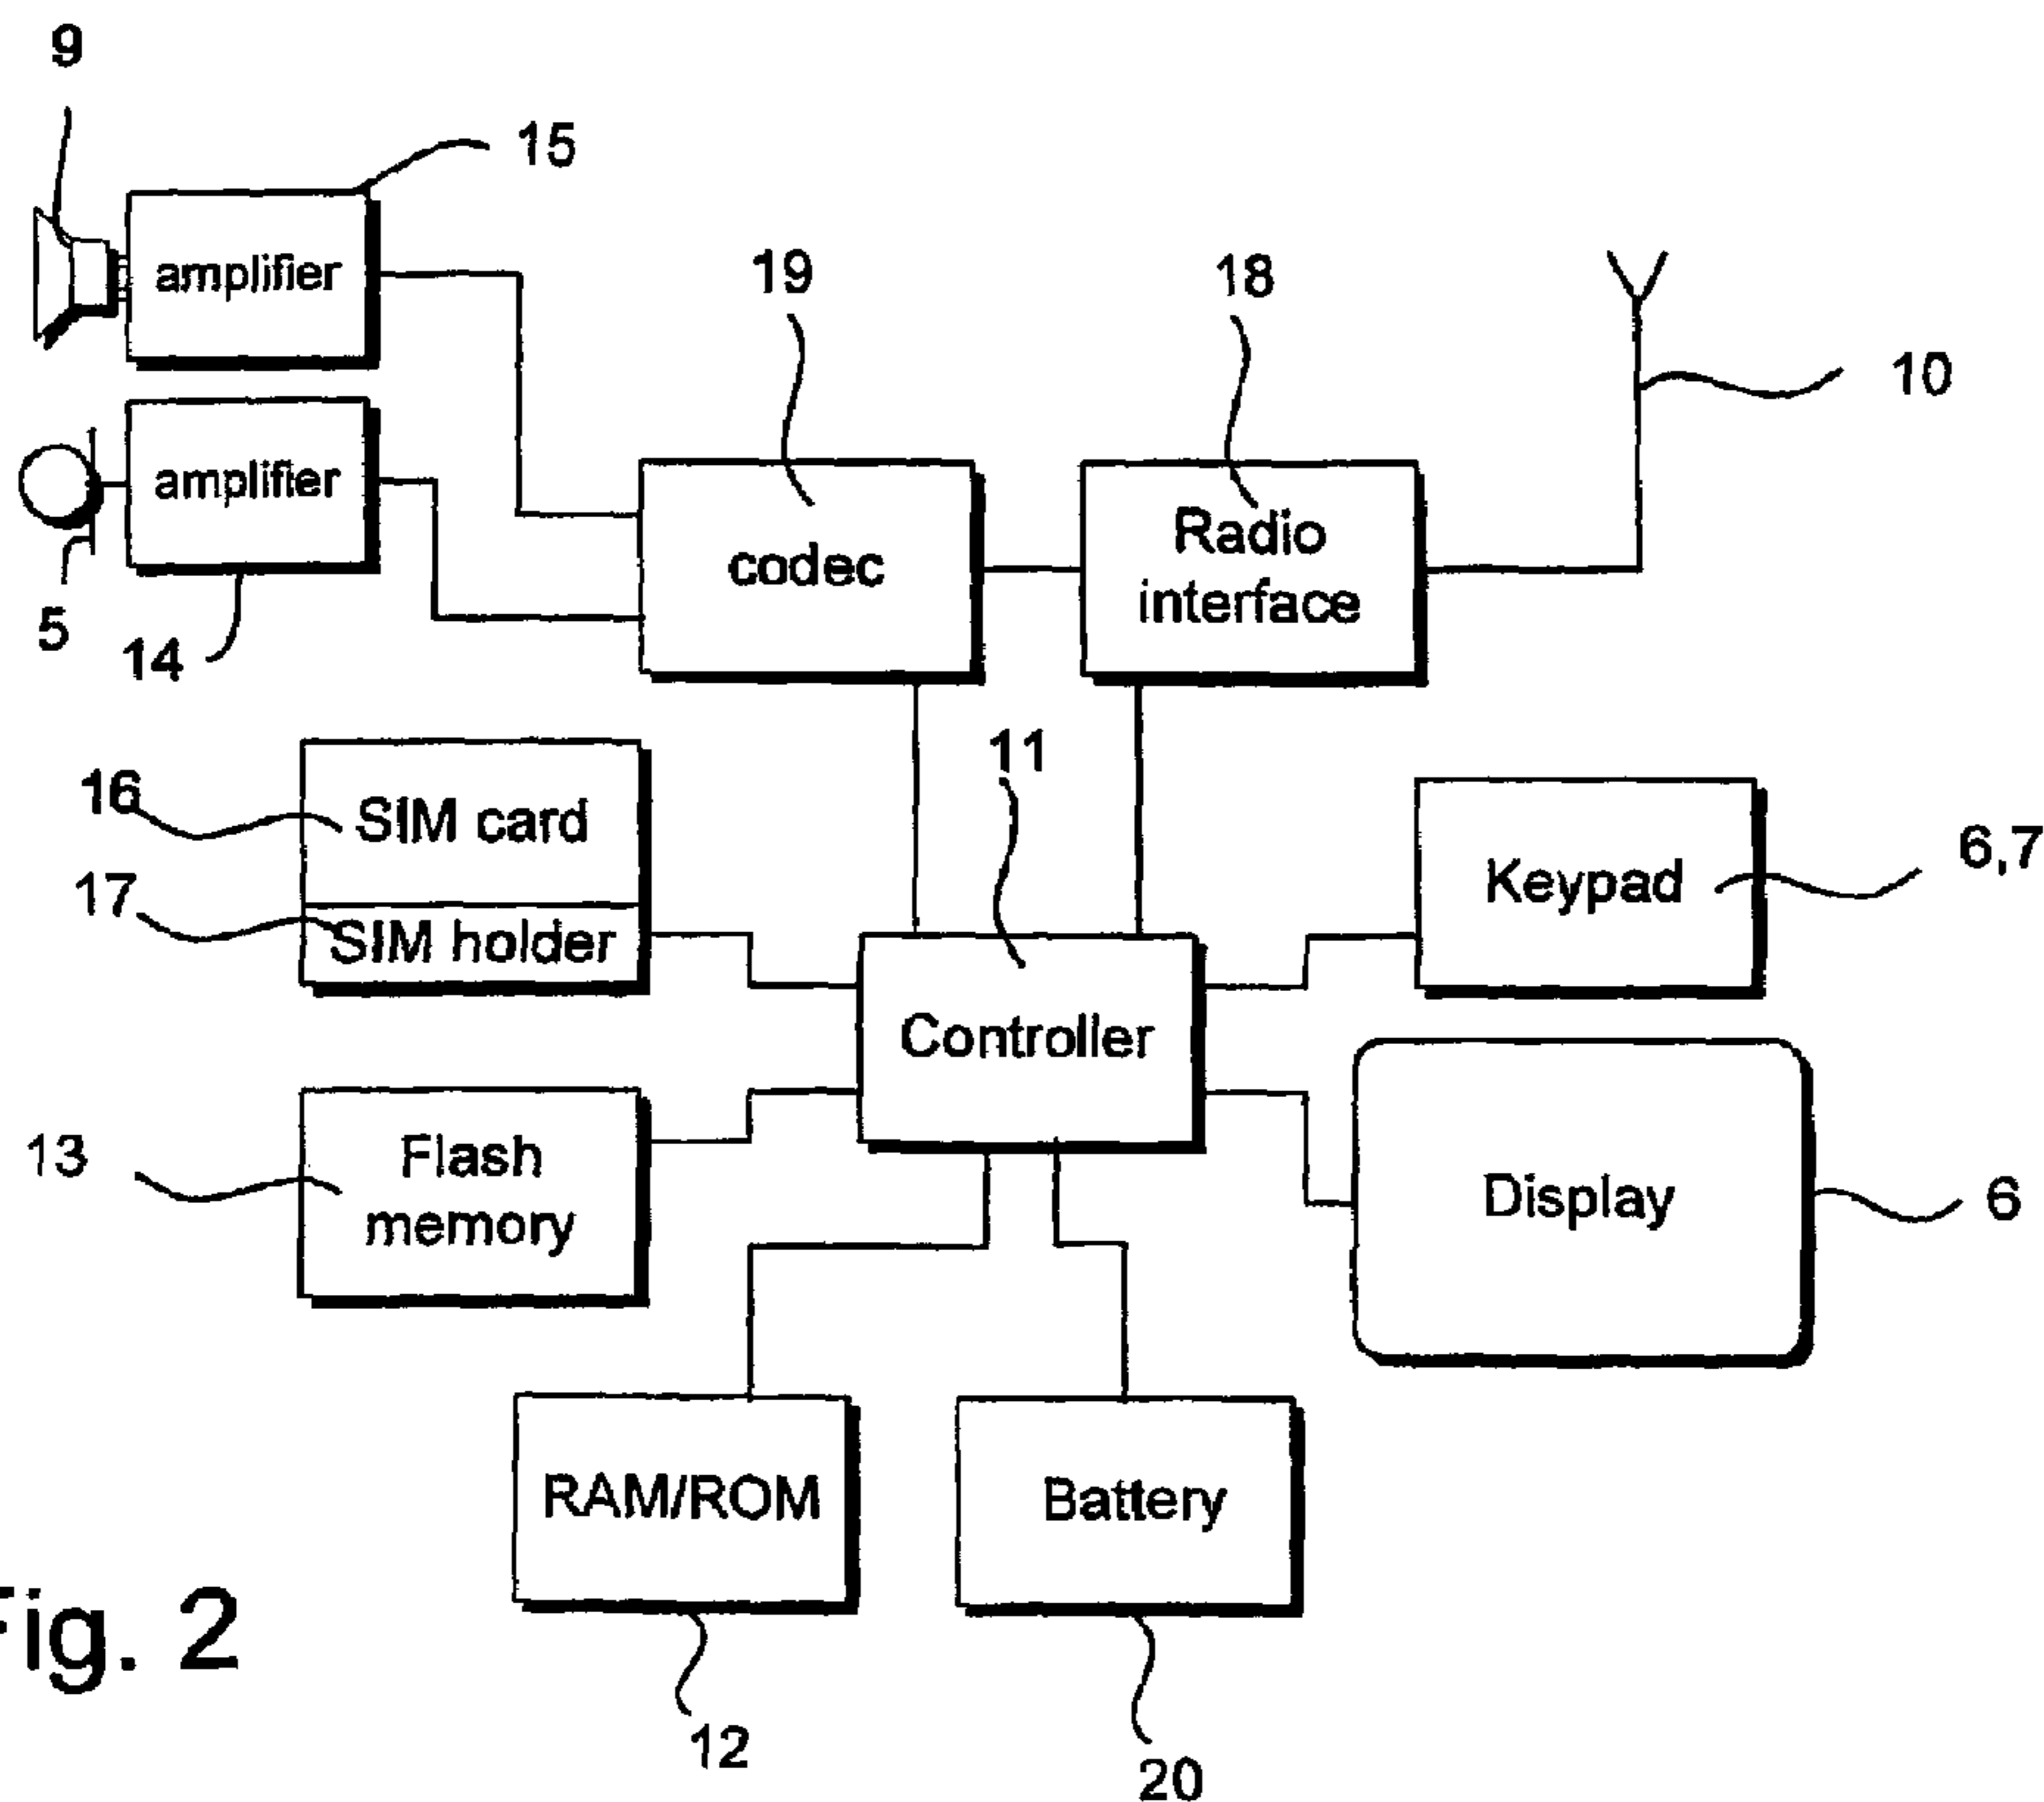 9
15
amplifier
19
18
10
amplifier
Radio
interface
codec
5
14
11
16
SIM card
6,7
Keypad
17
SIM holder
Controller
13
Flash
memory
Display
6
RAM/ROM
Battery
Fig. 2
12
20